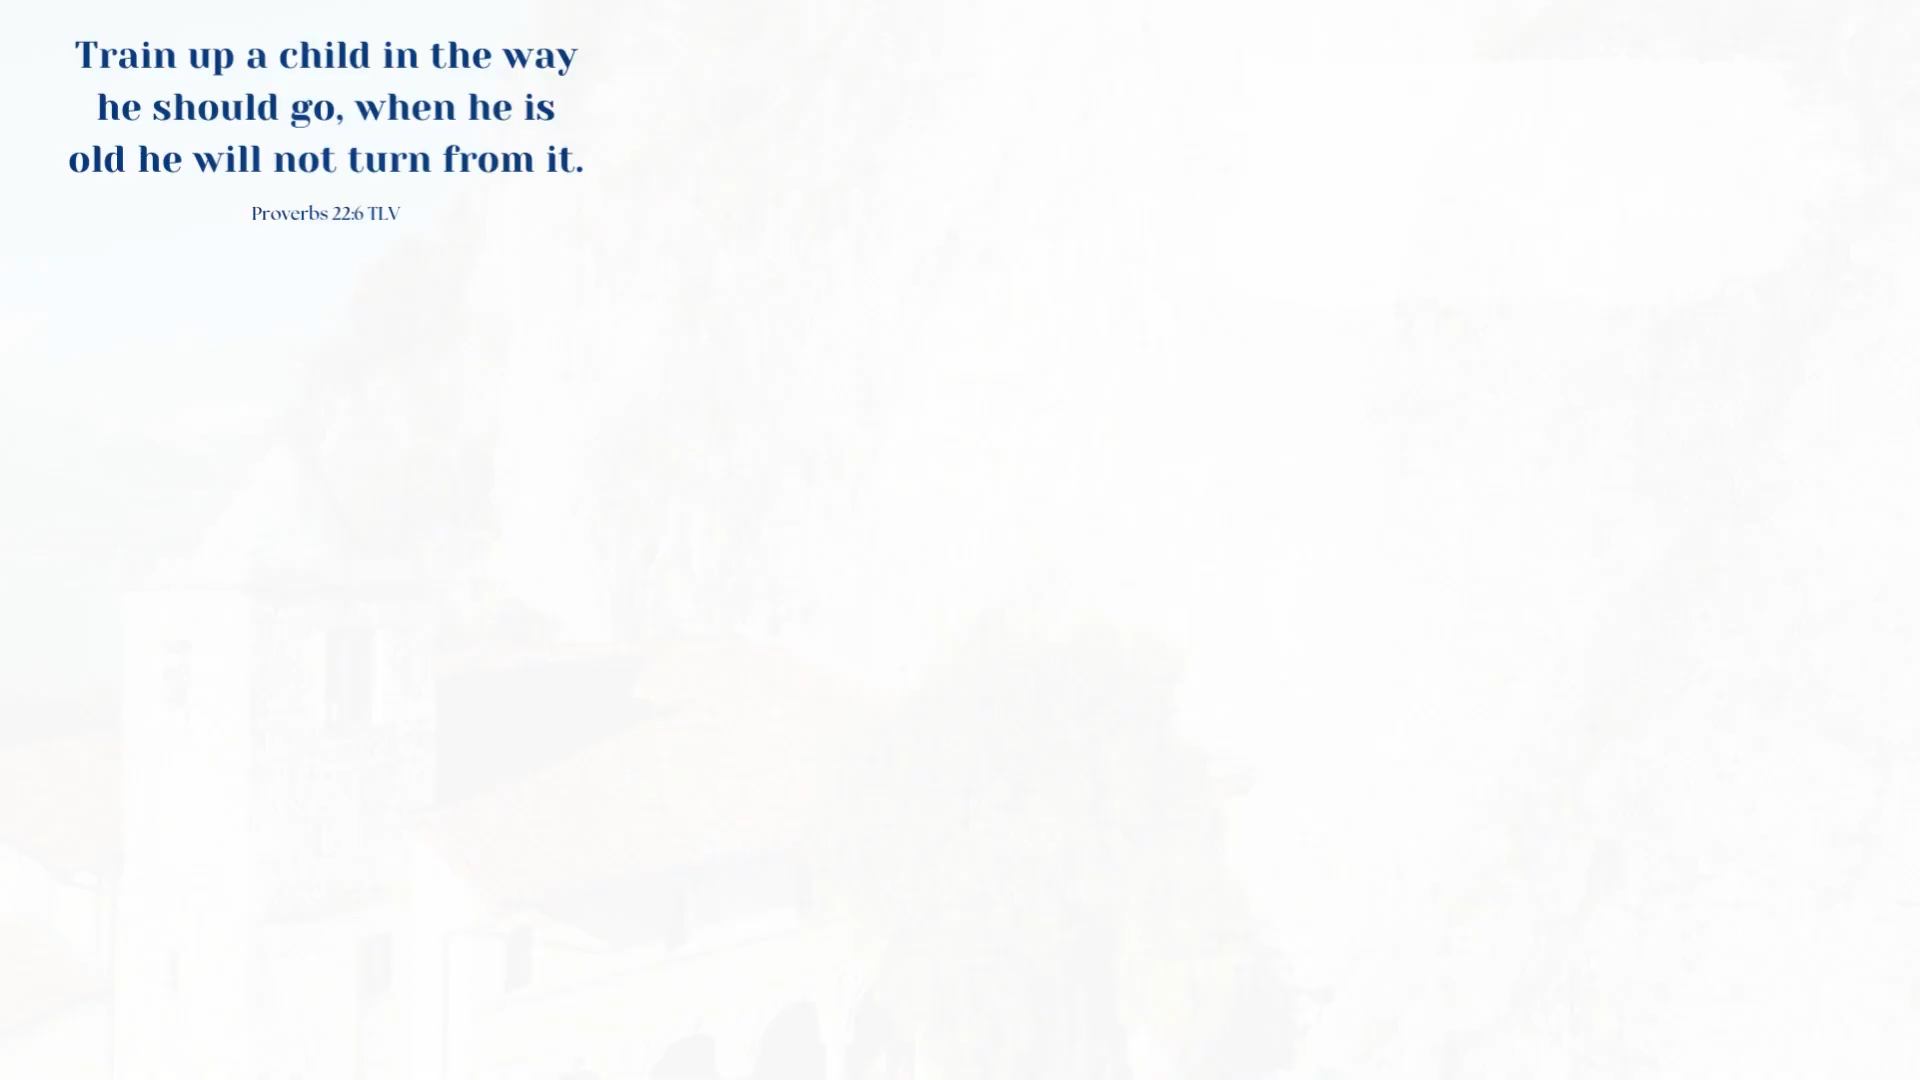 Train up a child in the way
he should go, when he is
old he will not turn from it.
Proverbs 22:6 TLV